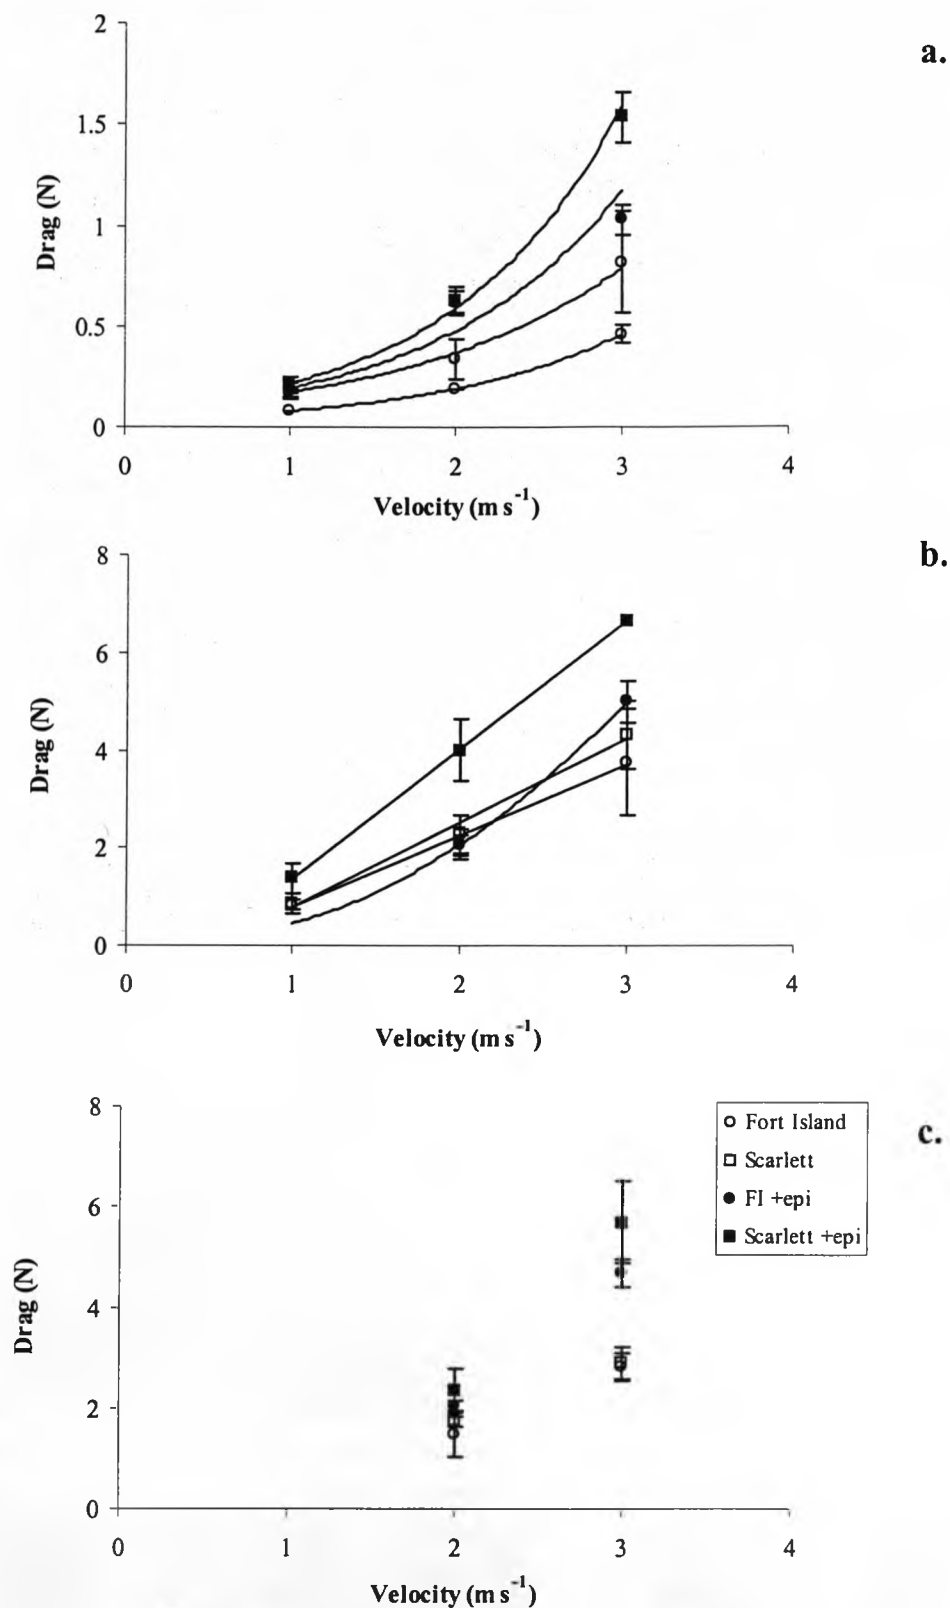 a.
2
1.5
1
0.5
0
Drag (N)
0 1 2 3 4
Velocity (m s⁻¹)
b.
8
6
4
2
0
Drag (N)
0 1 2 3 4
Velocity (m s⁻¹)
c.
8
6
4
2
0
Drag (N)
0 1 2 3 4
Velocity (m s⁻¹)
Fort Island
Scarlett
FI +epi
Scarlett +epi